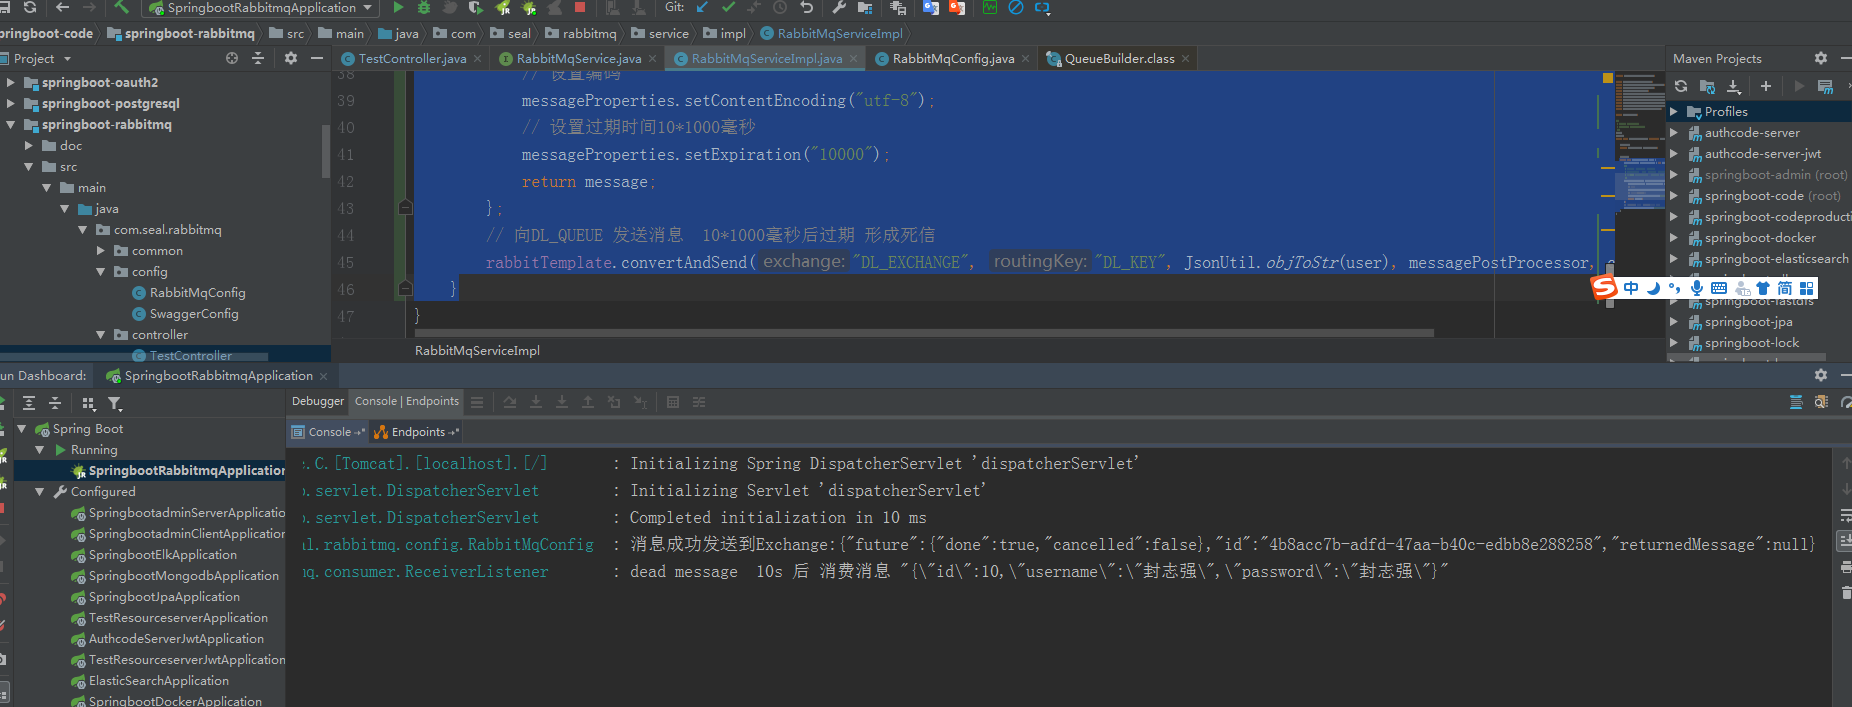 SpringbootRabbitmqApplication
Git:
pringboot-code springboot-rabbitmq src main java com seal rabbitmq service impl RabbitMqServiceImpl
Project
TestController.java RabbitMqService.java RabbitMqServiceImpl.java RabbitMqConfig.java QueueBuilder.class
Maven Projects
springboot-oauth2
springboot-postgresql
springboot-rabbitmq
doc
src
main
java
com.seal.rabbitmq
common
config
RabbitMqConfig
SwaggerConfig
controller
TestController
38 // 设置编码
39 messageProperties.setContentEncoding("utf-8");
40 // 设置过期时间10*1000毫秒
41 messageProperties.setExpiration("10000");
42 return message;
43 };
44 // 向DL_QUEUE 发送消息 10*1000毫秒后过期 形成死信
45 rabbitTemplate.convertAndSend( exchange: "DL_EXCHANGE", routingKey: "DL_KEY", JsonUtil.objToStr(user), messagePostProcessor,
46 }
47 }
RabbitMqServiceImpl
Profiles
authcode-server
authcode-server-jwt
springboot-admin (root)
springboot-code (root)
springboot-codeproducti
springboot-docker
springboot-elasticsearch
中 简
springboot-fastdfs
springboot-jpa
springboot-lock
un Dashboard: SpringbootRabbitmqApplication
Debugger Console | Endpoints
Console Endpoints
Spring Boot
Running
SpringbootRabbitmqApplication
Configured
SpringbootadminServerApplicatio
SpringbootadminClientApplication
SpringbootElkApplication
SpringbootMongodbApplication
SpringbootJpaApplication
TestResourceserverApplication
AuthcodeServerJwtApplication
TestResourceserverJwtApplication
ElasticSearchApplication
SpringbootDockerApplication
.C.[Tomcat].[localhost].[/] : Initializing Spring DispatcherServlet 'dispatcherServlet'
.servlet.DispatcherServlet : Initializing Servlet 'dispatcherServlet'
.servlet.DispatcherServlet : Completed initialization in 10 ms
al.rabbitmq.config.RabbitMqConfig : 消息成功发送到Exchange:{"future":{"done":true,"cancelled":false},"id":"4b8acc7b-adfd-47aa-b40c-edbb8e288258","returnedMessage":null}
q.consumer.ReceiverListener : dead message 10s 后 消费消息 "{\"id\":10,\"username\":\"封志强\",\"password\":\"封志强\"}"